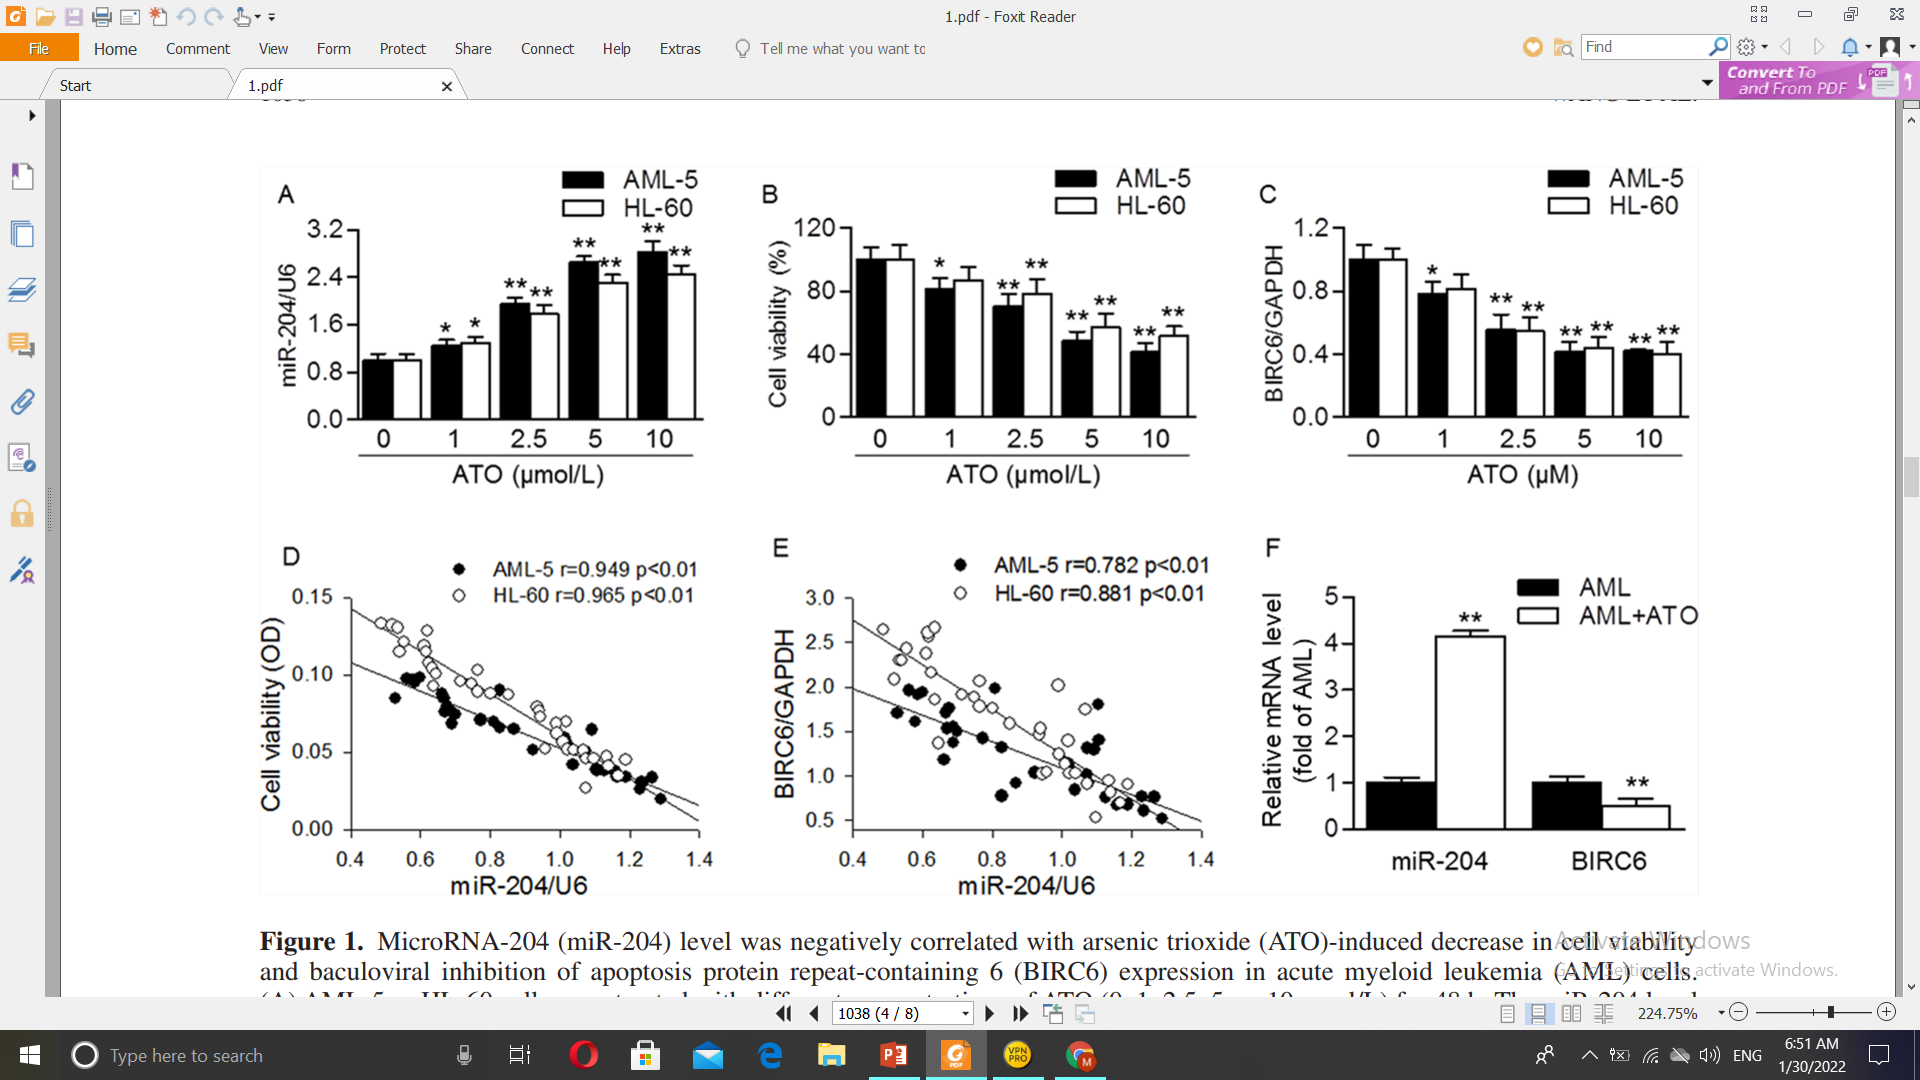 1.pdf - Foxit Reader
File Home Comment View Form Protect Share Connect Help Extras Tell me what you want to Find
Start 1.pdf
Convert To
and From PDF
PDF
A
AML-5
HL-60
miR-204/U6
3.2
2.4
1.6
0.8
0.0
* * ** ** ** ** ** **
0 1 2.5 5 10
ATO (µmol/L)
B
AML-5
HL-60
Cell viability (%)
120
80
40
0
* ** ** ** ** ** **
0 1 2.5 5 10
ATO (µmol/L)
C
AML-5
HL-60
BIRC6/GAPDH
1.2
0.8
0.4
0.0
* ** ** ** ** ** **
0 1 2.5 5 10
ATO (µM)
D
AML-5 r=0.949 p<0.01
HL-60 r=0.965 p<0.01
Cell viability (OD)
0.15
0.10
0.05
0.00
0.4 0.6 0.8 1.0 1.2 1.4
miR-204/U6
E
AML-5 r=0.782 p<0.01
HL-60 r=0.881 p<0.01
BIRC6/GAPDH
3.0
2.5
2.0
1.5
1.0
0.5
0.4 0.6 0.8 1.0 1.2 1.4
miR-204/U6
F
AML
AML+ATO
Relative mRNA level
(fold of AML)
5
4
3
2
1
0
** **
miR-204 BIRC6
Figure 1. MicroRNA-204 (miR-204) level was negatively correlated with arsenic trioxide (ATO)-induced decrease in cell viability
and baculoviral inhibition of apoptosis protein repeat-containing 6 (BIRC6) expression in acute myeloid leukemia (AML) cells.
Activate Windows
Go to Settings to activate Windows.
1038 (4 / 8)
224.75%
Type here to search
VPN
PRO
M
ENG
6:51 AM
1/30/2022